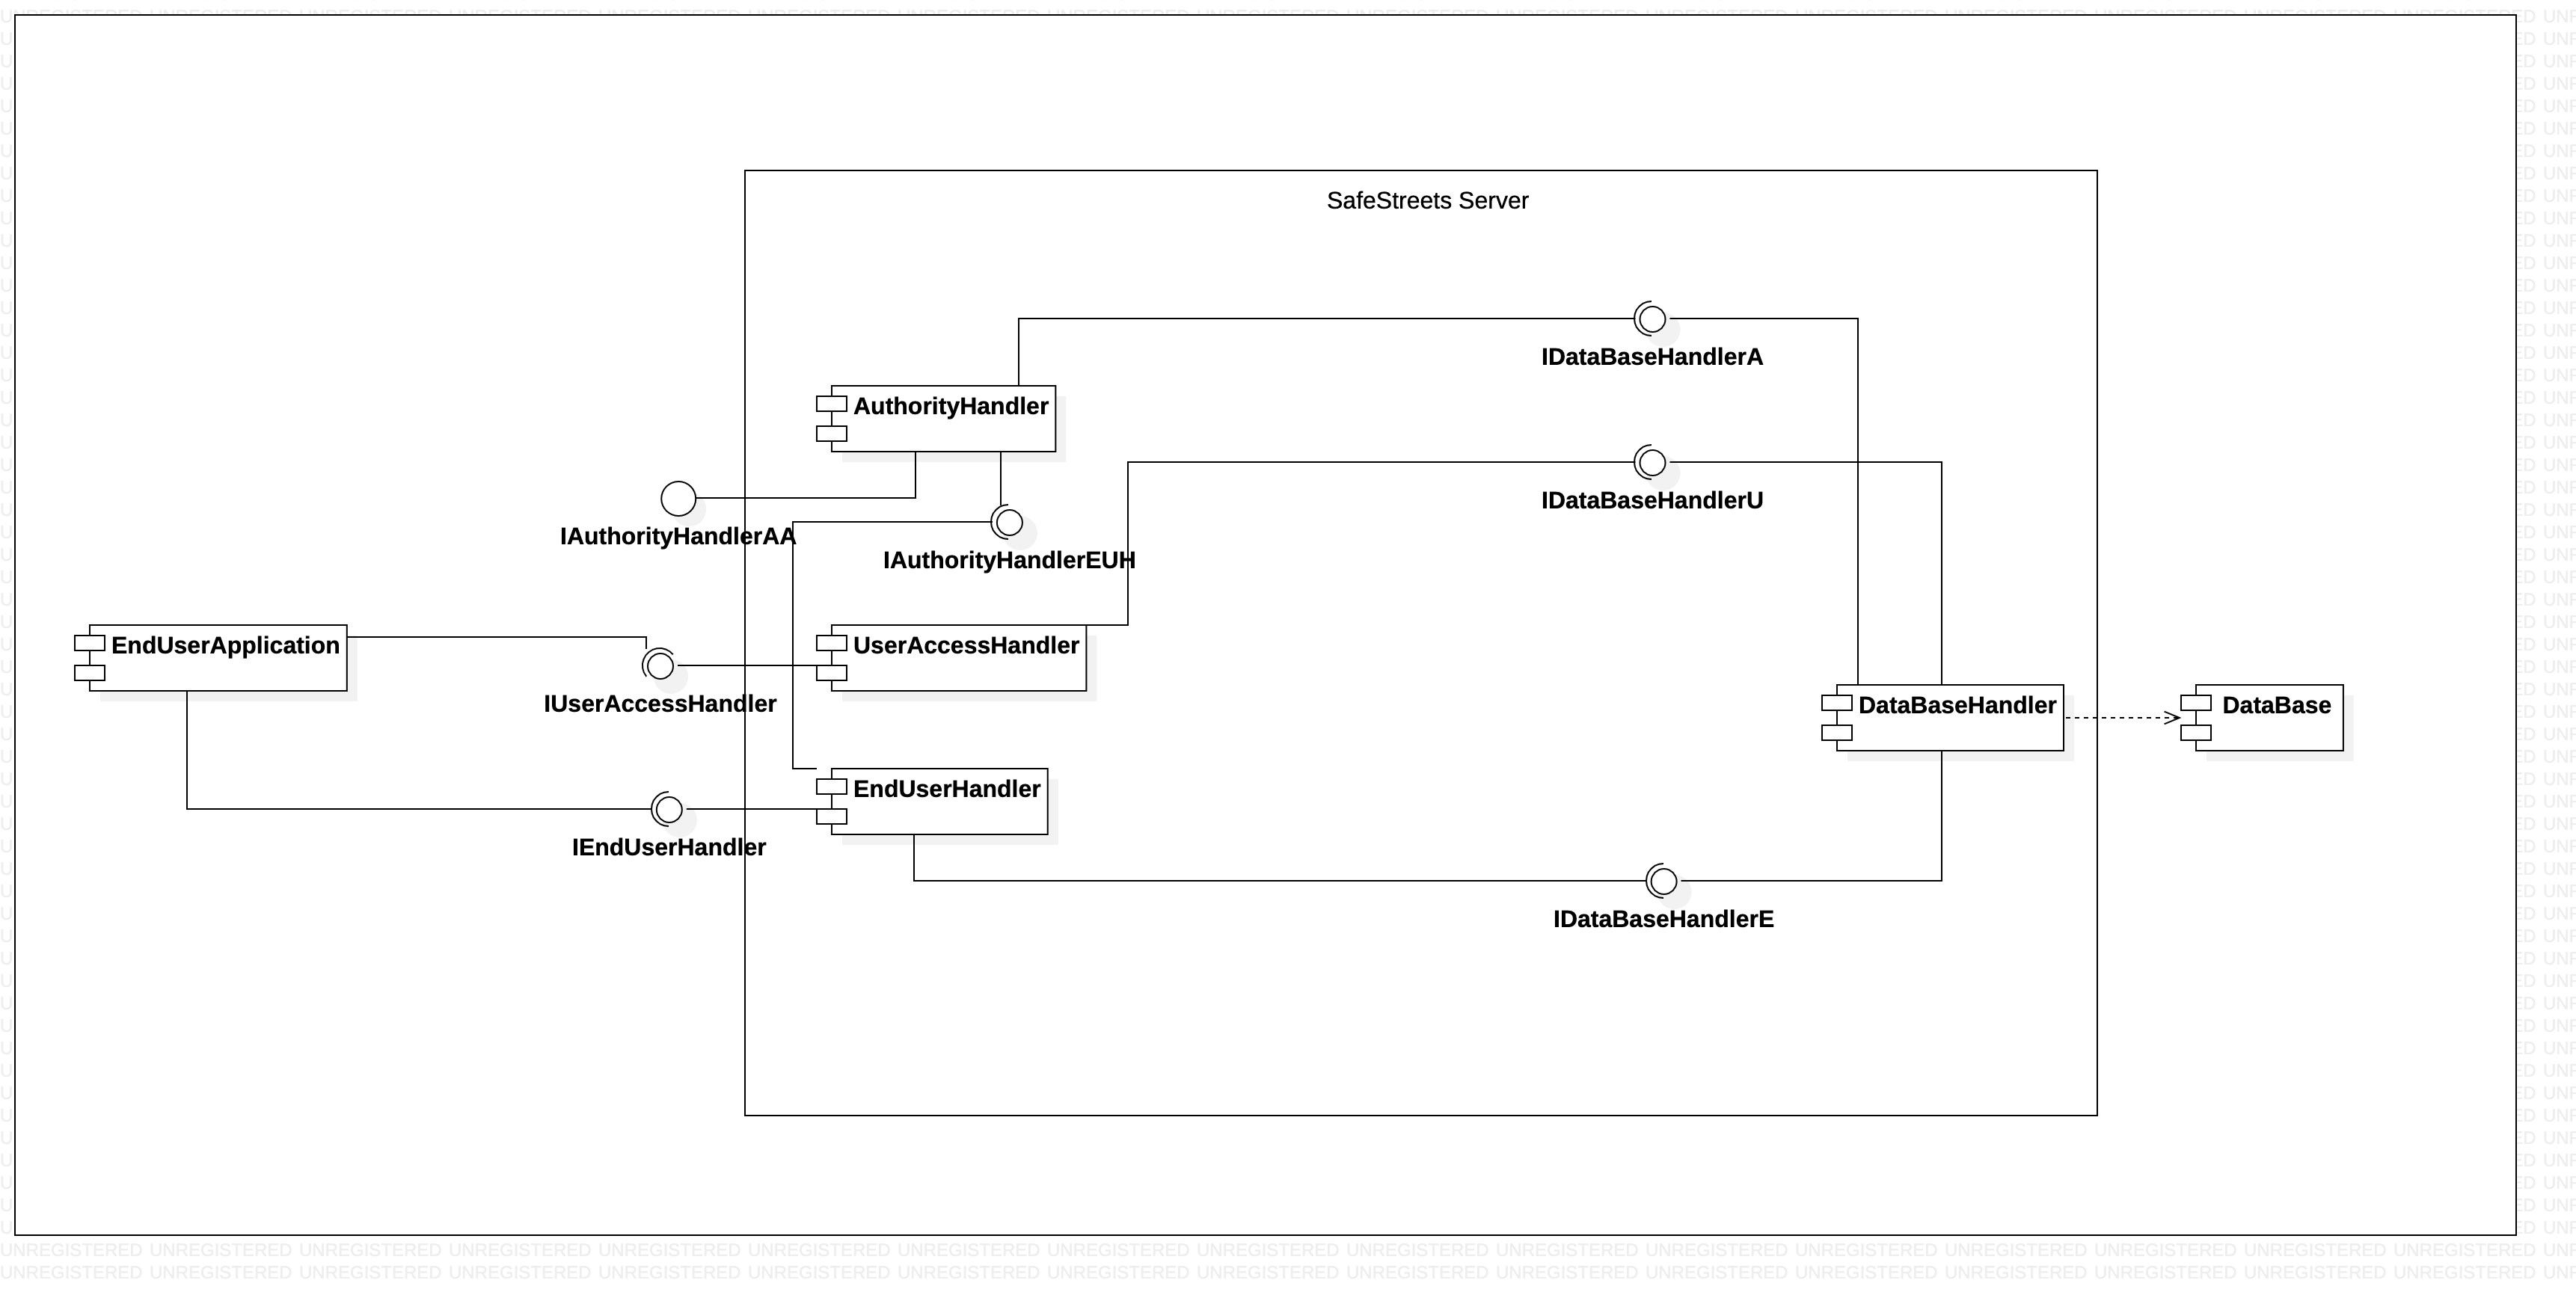 SafeStreets Server
IDataBaseHandlerA
AuthorityHandler
IDataBaseHandlerU
IAuthorityHandlerAA
IAuthorityHandlerEUH
EndUserApplication
UserAccessHandler
IUserAccessHandler
DataBaseHandler
DataBase
EndUserHandler
IEndUserHandler
IDataBaseHandlerE
UNREGISTERED UNREGISTERED UNREGISTERED UNREGISTERED UNREGISTERED UNREGISTERED UNREGISTERED UNREGISTERED UNREGISTERED UNREGISTERED UNREGISTERED UNREGISTERED UNREGISTERED UNREGISTERED UNREGISTERED UNREGISTERED UNREGISTERED
UNREGISTERED UNREGISTERED UNREGISTERED UNREGISTERED UNREGISTERED UNREGISTERED UNREGISTERED UNREGISTERED UNREGISTERED UNREGISTERED UNREGISTERED UNREGISTERED UNREGISTERED UNREGISTERED UNREGISTERED UNREGISTERED UNREGISTERED